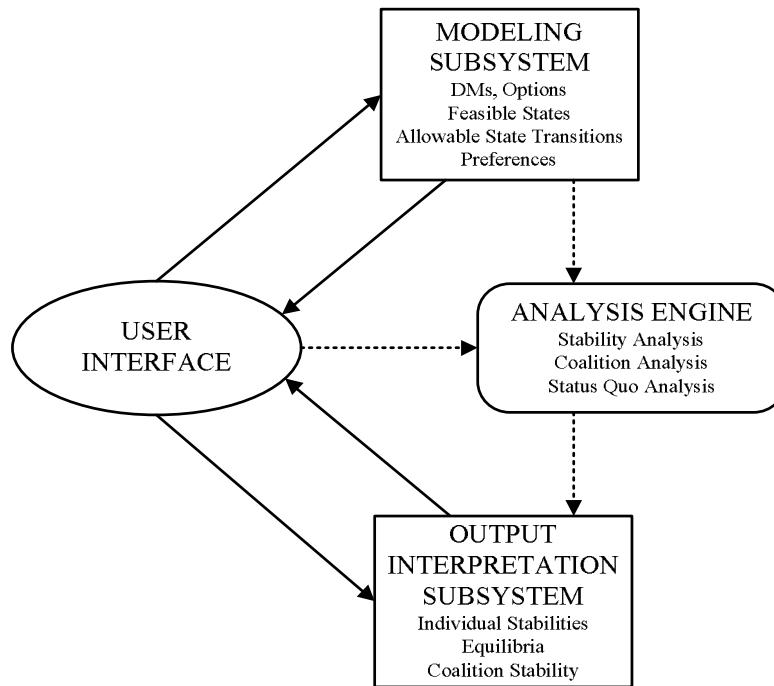 MODELING
SUBSYSTEM
DMs, Options
Feasible States
Allowable State Transitions
Preferences
USER
INTERFACE
ANALYSIS ENGINE
Stability Analysis
Coalition Analysis
Status Quo Analysis
OUTPUT
INTERPRETATION
SUBSYSTEM
Individual Stabilities
Equilibria
Coalition Stability